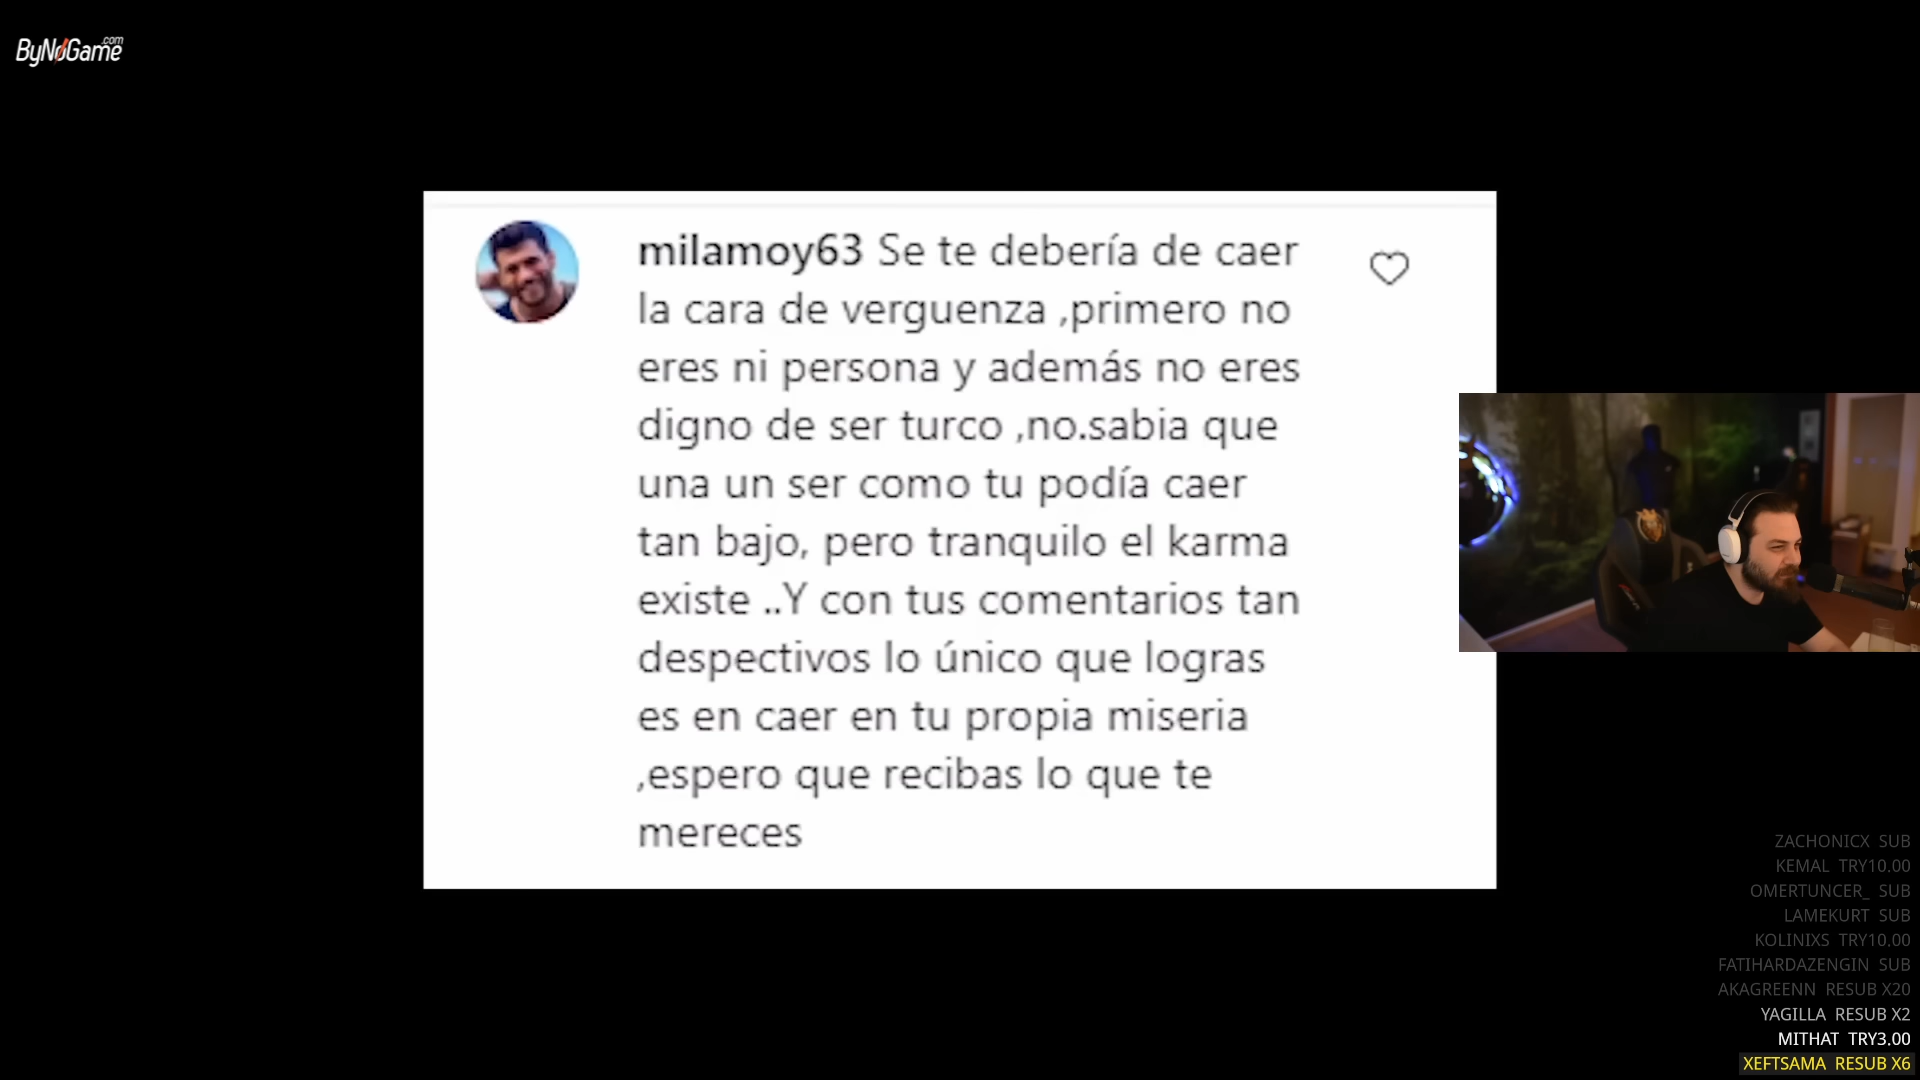 ByNoGame.com
milamoy63 Se te debería de caer
la cara de verguenza ,primero no
eres ni persona y además no eres
digno de ser turco ,no.sabia que
una un ser como tu podía caer
tan bajo, pero tranquilo el karma
existe ..Y con tus comentarios tan
despectivos lo único que logras
es en caer en tu propia miseria
,espero que recibas lo que te
mereces
ZACHONICX SUB
KEMAL TRY10.00
OMERTUNCER_ SUB
LAMEKURT SUB
KOLINIXS TRY10.00
FATIHARDAZENGIN SUB
AKAGREENN RESUB X20
YAGILLA RESUB X2
MITHAT TRY3.00
XEFTSAMA RESUB X6